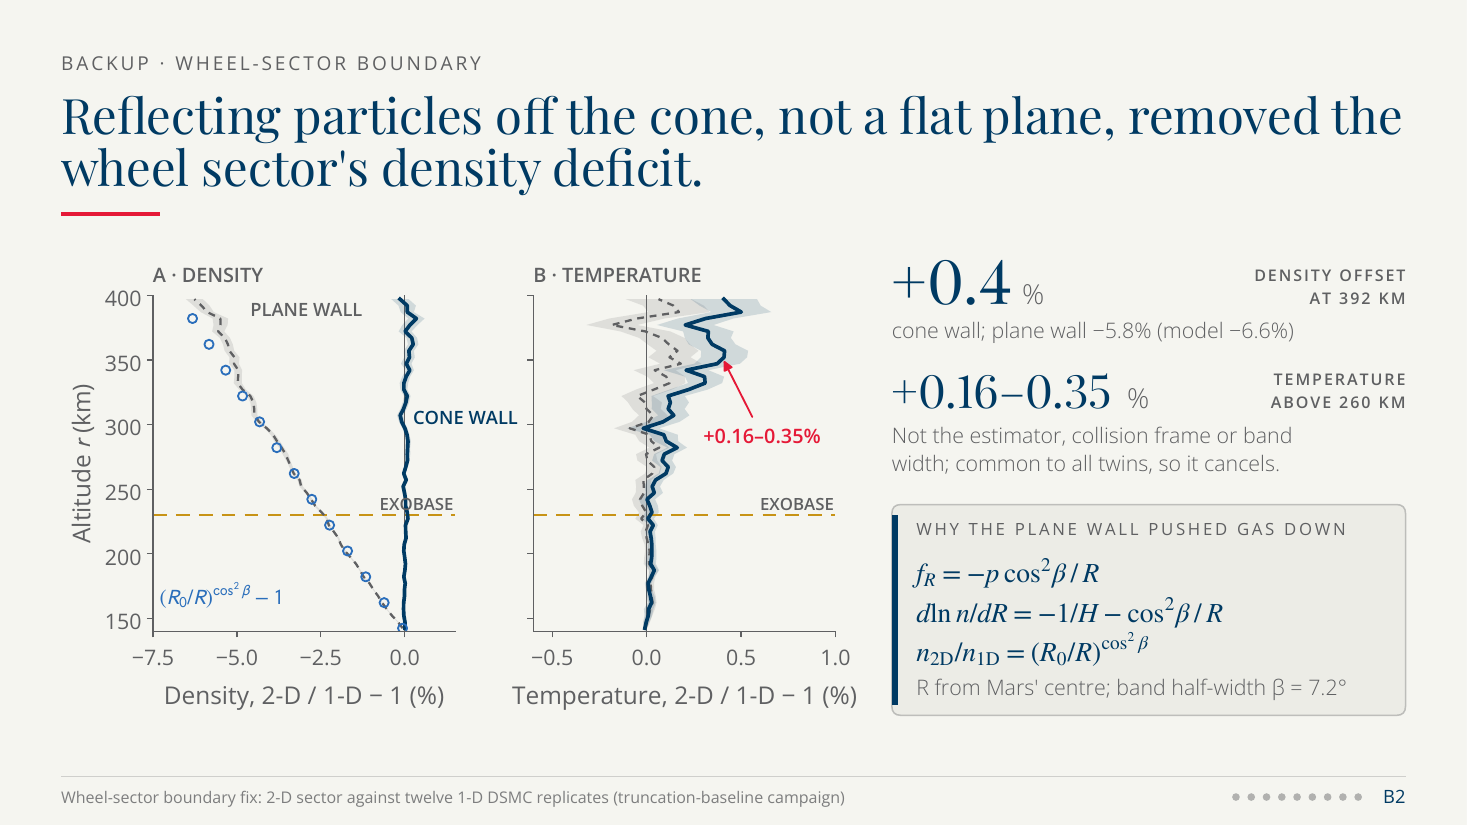 BACKUP · WHEEL-SECTOR BOUNDARY
Reflecting particles off the cone, not a flat plane, removed the
wheel sector's density deficit.
A · DENSITY
PLANE WALL
CONE WALL
EXOBASE
(R₀/R)^cos² β − 1
400
350
300
250
200
150
Altitude r (km)
−7.5
−5.0
−2.5
0.0
Density, 2-D / 1-D − 1 (%)
B · TEMPERATURE
+0.16–0.35%
EXOBASE
−0.5
0.0
0.5
1.0
Temperature, 2-D / 1-D − 1 (%)
+0.4 %
DENSITY OFFSET
AT 392 KM
cone wall; plane wall −5.8% (model −6.6%)
+0.16–0.35 %
TEMPERATURE
ABOVE 260 KM
Not the estimator, collision frame or band
width; common to all twins, so it cancels.
WHY THE PLANE WALL PUSHED GAS DOWN
f_R = −p cos²β / R
d ln n/dR = −1/H − cos²β / R
n₂D/n₁D = (R₀/R)^cos² β
R from Mars' centre; band half-width β = 7.2°
Wheel-sector boundary fix: 2-D sector against twelve 1-D DSMC replicates (truncation-baseline campaign)
B2